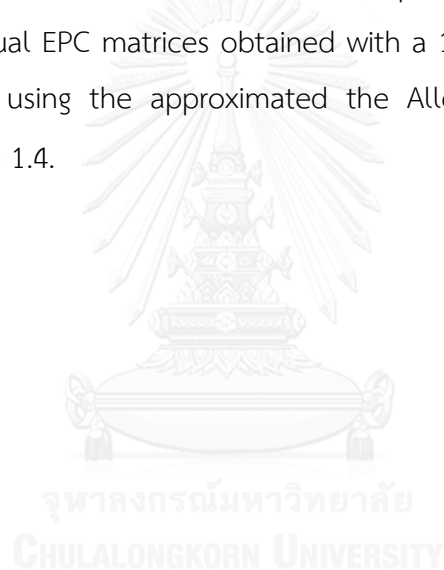 ual EPC matrices obtained with a 1
using the approximated the All
1.4.
จุฬาลงกรณ์มหาวิทยาลัย
CHULALONGKORN UNIVERSITY